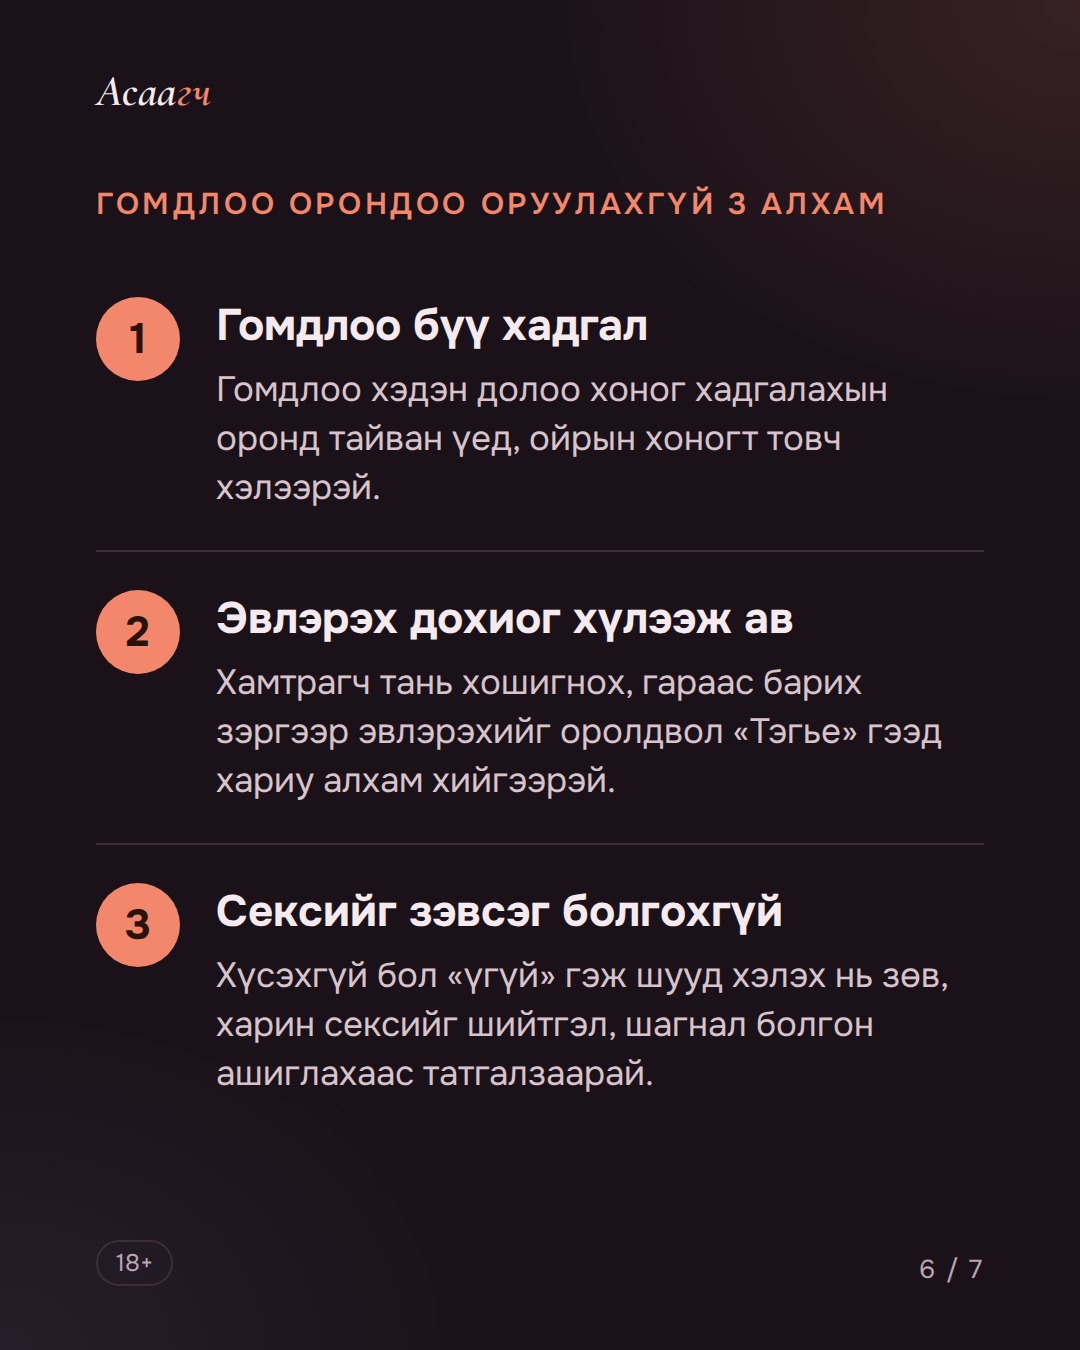 Асаагч
ГОМДЛОО ОРОНДОО ОРУУЛАХГҮЙ 3 АЛХАМ
1
Гомдлоо бүү хадгал
Гомдлоо хэдэн долоо хоног хадгалахын
оронд тайван үед, ойрын хоногт товч
хэлээрэй.
2
Эвлэрэх дохиог хүлээж ав
Хамтрагч тань хошигнох, гараас барих
зэргээр эвлэрэхийг оролдвол «Тэгье» гээд
хариу алхам хийгээрэй.
3
Сексийг зэвсэг болгохгүй
Хүсэхгүй бол «үгүй» гэж шууд хэлэх нь зөв,
харин сексийг шийтгэл, шагнал болгон
ашиглахаас татгалзаарай.
18+
6 / 7